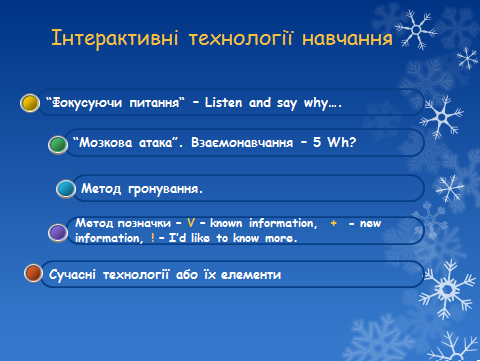 Інтерактивні технології навчання
“Фокусуючи питання“ – Listen and say why….
“Мозкова атака”. Взаємонавчання – 5 Wh?
Метод гронування.
Метод позначки – V – known information, + - new
information, ! – I’d like to know more.
Сучасні технології або їх елементи